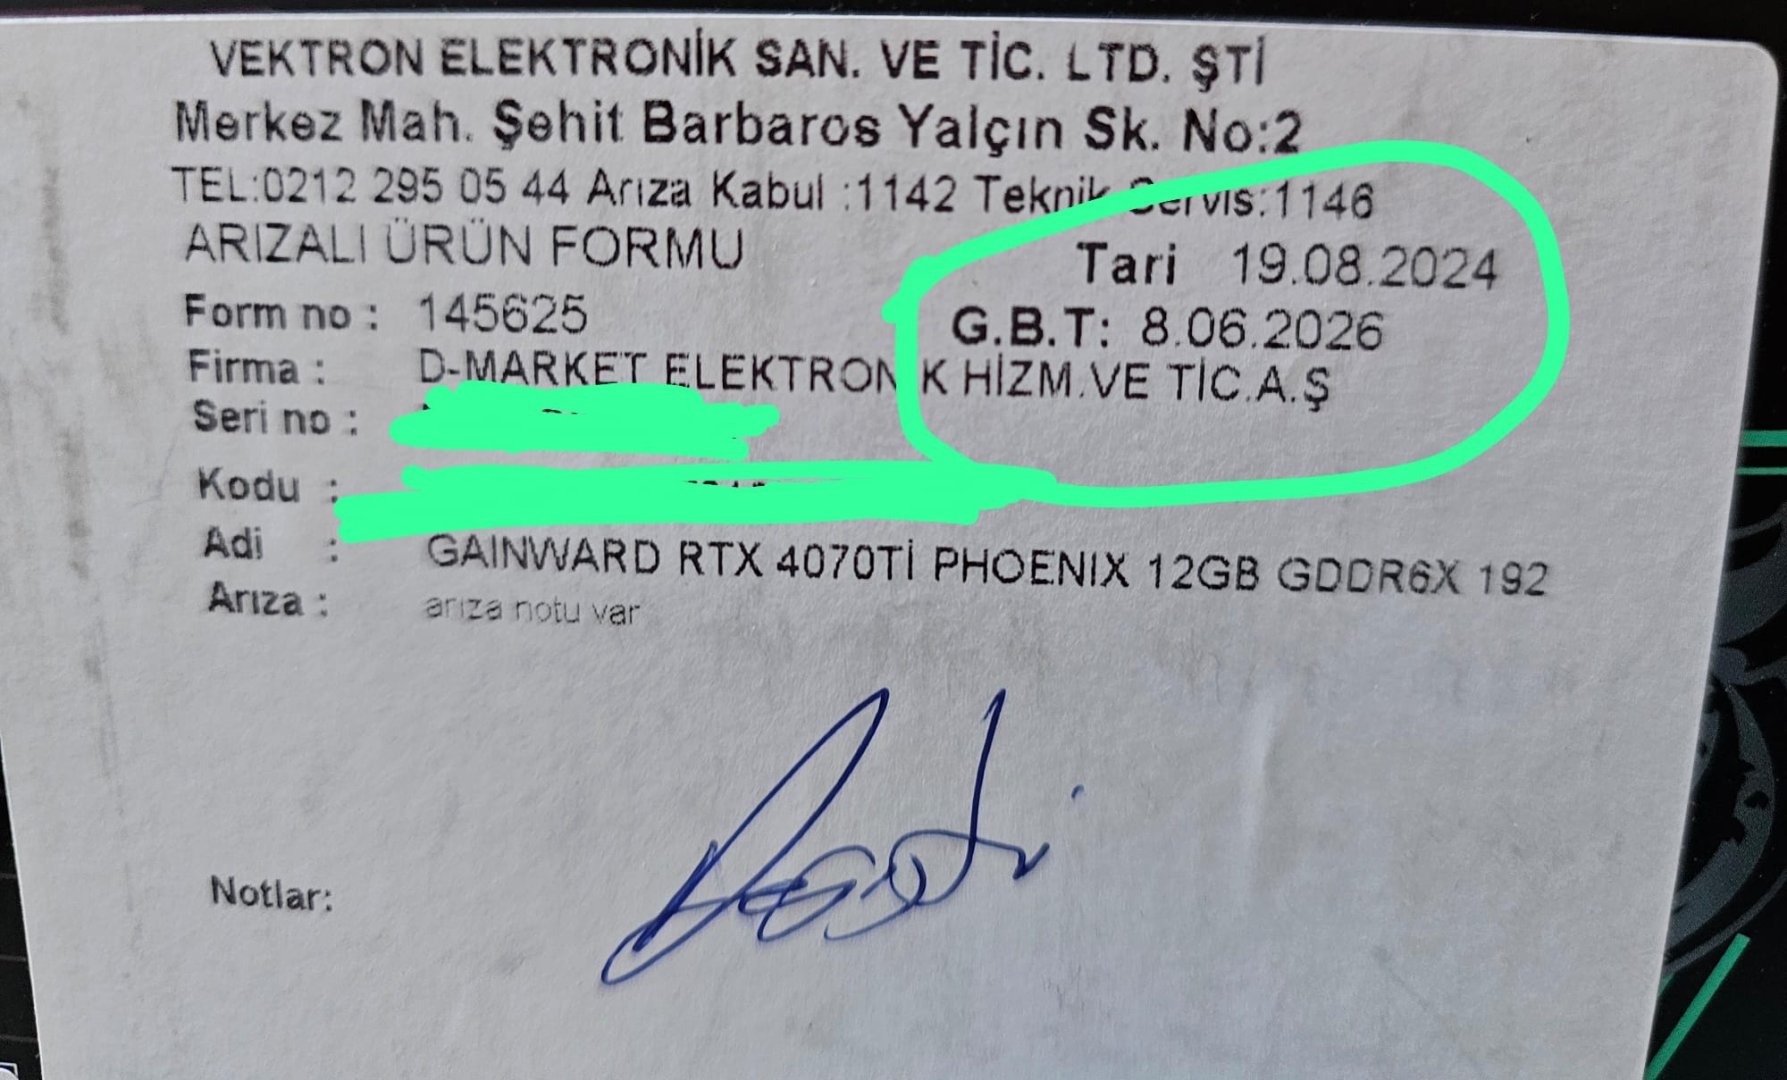 VEKTRON ELEKTRONİK SAN. VE TİC. LTD. ŞTİ
Merkez Mah. Şehit Barbaros Yalçın Sk. No:2
TEL:0212 295 05 44 Arıza Kabul :1142 Teknik Servis:1146
ARIZALI ÜRÜN FORMU Tari 19.08.2024
Form no : 145625 G.B.T: 8.06.2026
Firma : D-MARKET ELEKTRONK HİZM.VE TİC.A.Ş
Seri no :
Kodu :
Adi : GAINWARD RTX 4070Tİ PHOENIX 12GB GDDR6X 192
Arıza : arıza notu var
Notlar: